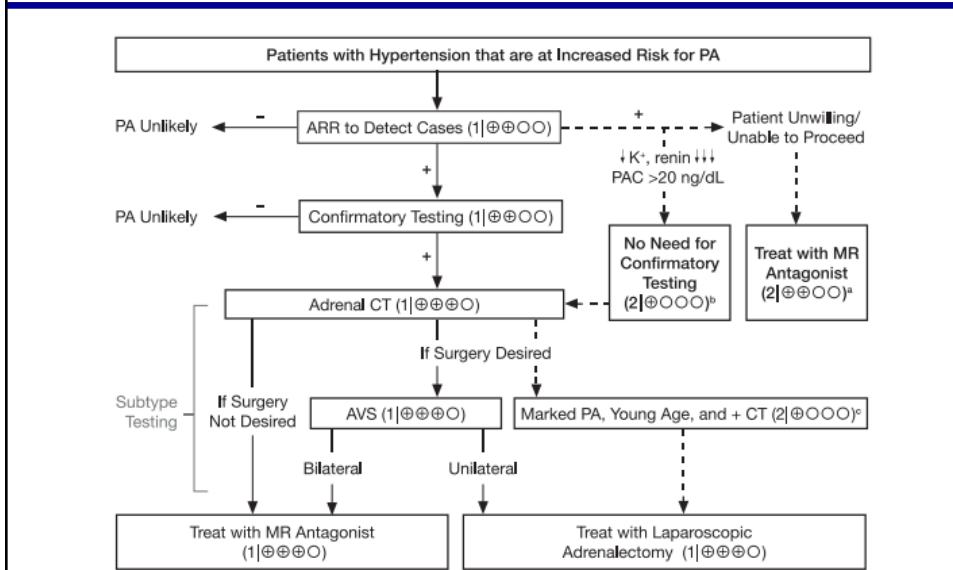 Patients with Hypertension that are at Increased Risk for PA
PA Unlikely
−
ARR to Detect Cases (1|⊕⊕○○)
+
Patient Unwilling/
Unable to Proceed
↓K⁺, renin ↓↓↓
PAC >20 ng/dL
+
PA Unlikely
−
Confirmatory Testing (1|⊕⊕○○)
+
No Need for
Confirmatory
Testing
(2|⊕○○○)ᵇ
Treat with MR
Antagonist
(2|⊕⊕○○)ᵃ
Adrenal CT (1|⊕⊕⊕○)
If Surgery Desired
Subtype
Testing
If Surgery
Not Desired
AVS (1|⊕⊕⊕○)
Marked PA, Young Age, and + CT (2|⊕○○○)ᶜ
Bilateral
Unilateral
Treat with MR Antagonist
(1|⊕⊕⊕○)
Treat with Laparoscopic
Adrenalectomy (1|⊕⊕⊕○)